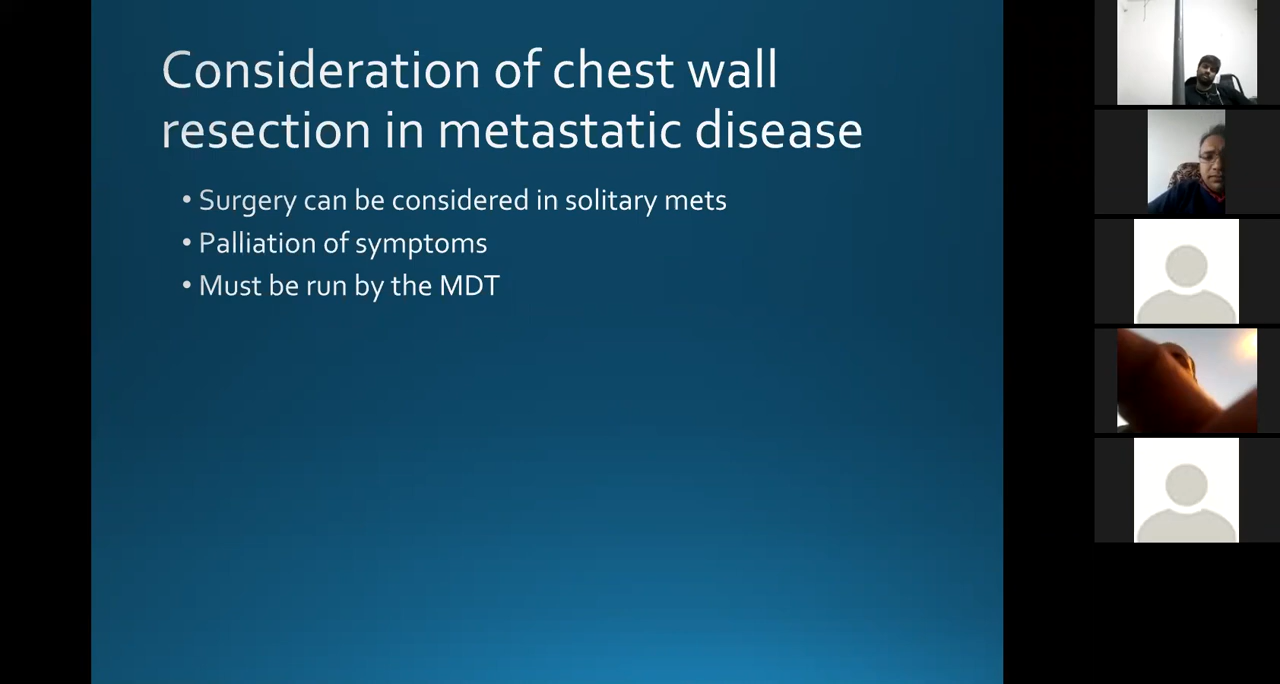 Consideration of chest wall
resection in metastatic disease
• Surgery can be considered in solitary mets
• Palliation of symptoms
• Must be run by the MDT